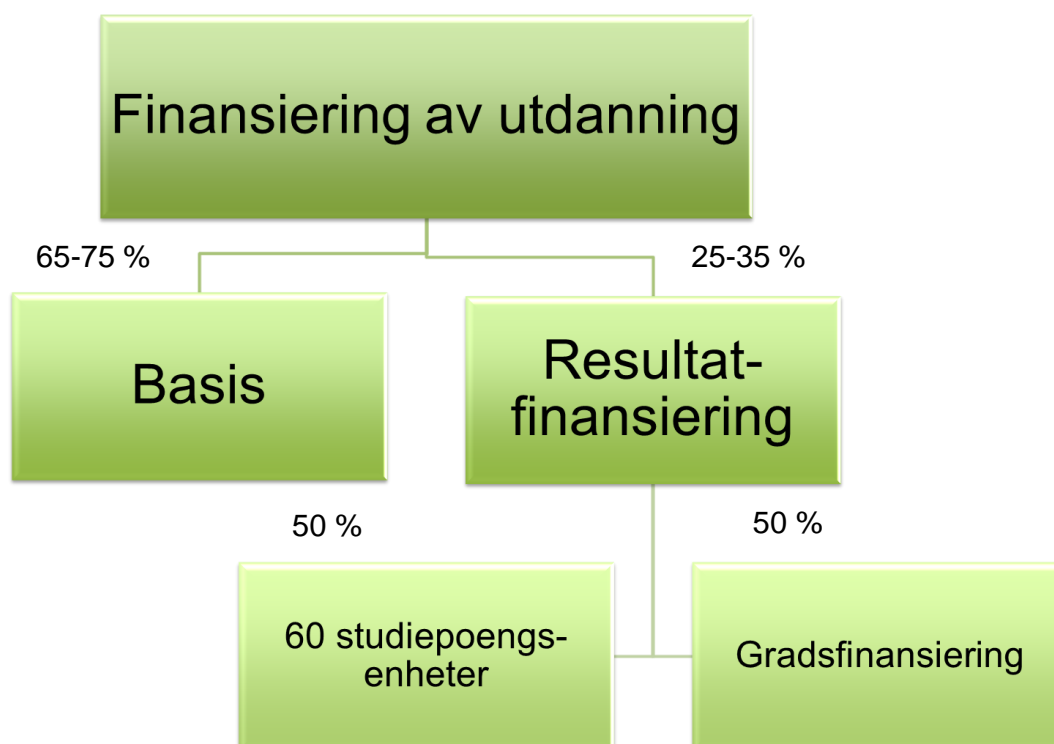 Finansiering av utdanning
65-75 %
25-35 %
Basis
Resultat-
finansiering
50 %
50 %
60 studiepoengs-
enheter
Gradsfinansiering